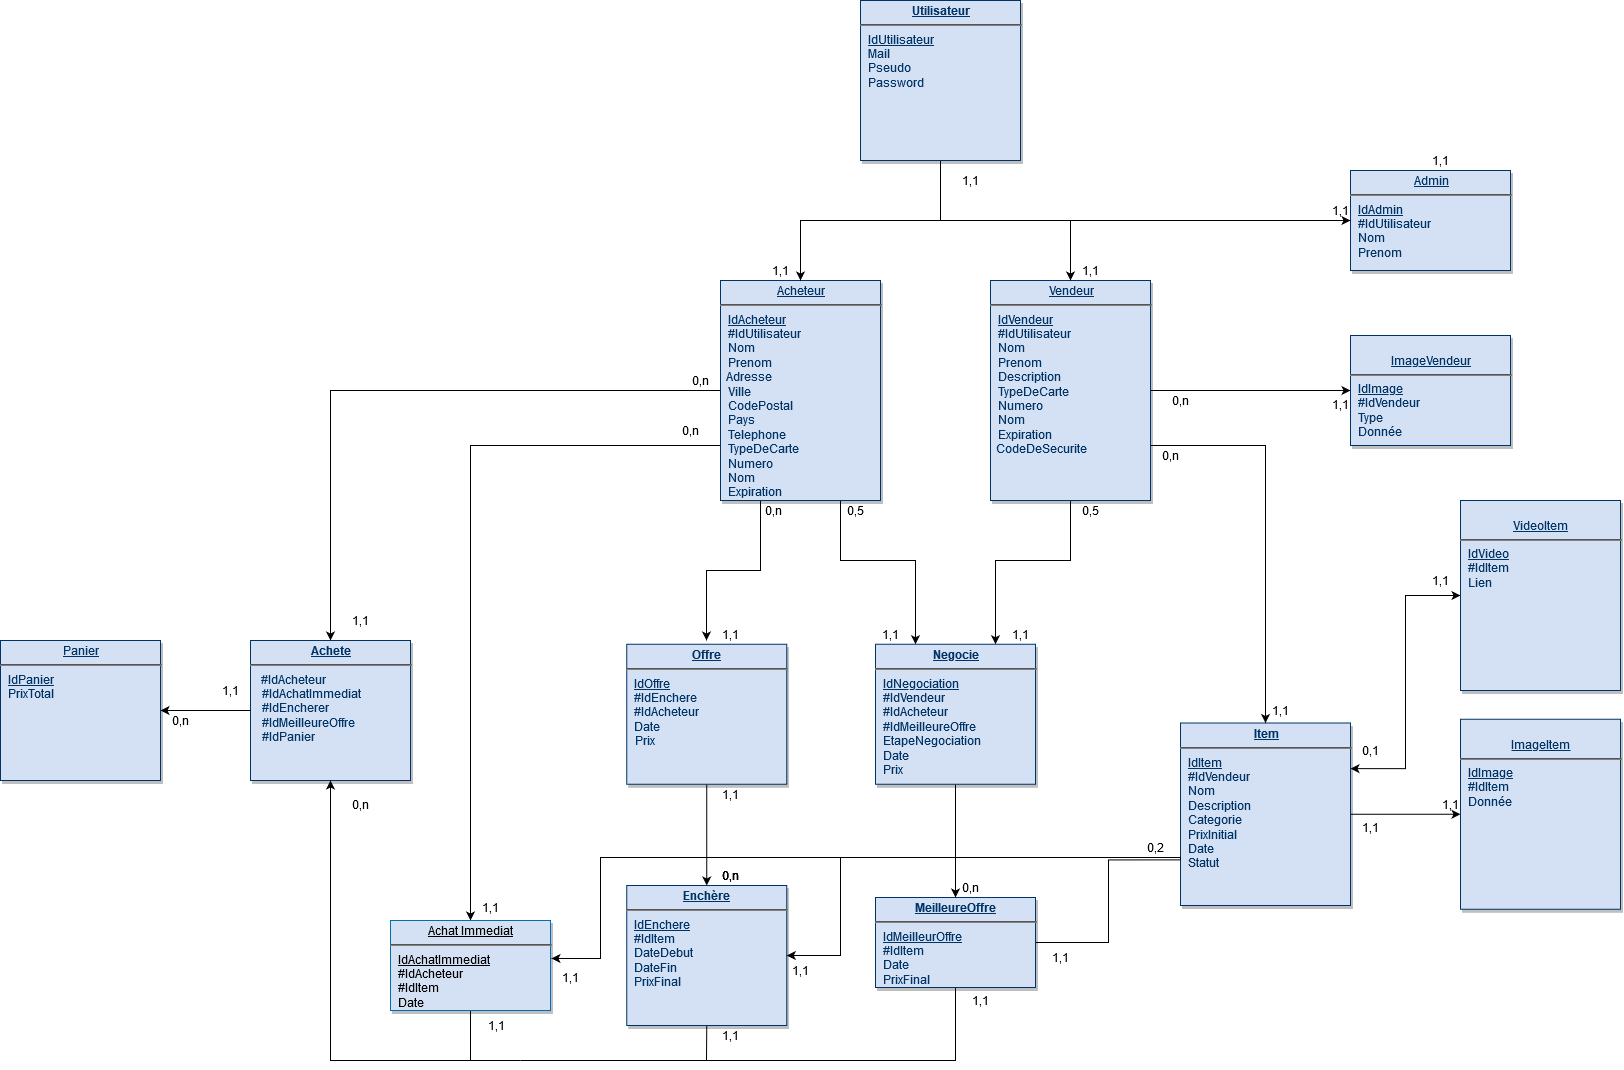 Utilisateur
IdUtilisateur
Mail
Pseudo
Password
1,1
1,1
Admin
IdAdmin
#IdUtilisateur
Nom
Prenom
1,1
1,1
Acheteur
IdAcheteur
#IdUtilisateur
Nom
Prenom
Adresse
Ville
CodePostal
Pays
Telephone
TypeDeCarte
Numero
Nom
Expiration
1,1
Vendeur
IdVendeur
#IdUtilisateur
Nom
Prenom
Description
TypeDeCarte
Numero
Nom
Expiration
CodeDeSecurite
ImageVendeur
IdImage
#IdVendeur
Type
Donnée
0,n
0,n
0,n
1,1
0,n
0,n
0,5
0,5
VideoItem
IdVideo
#IdItem
Lien
1,1
1,1
1,1
1,1
1,1
Panier
IdPanier
PrixTotal
1,1
0,n
Achete
#IdAcheteur
#IdAchatImmediat
#IdEncherer
#IdMeilleureOffre
#IdPanier
0,n
Offre
IdOffre
#IdEnchere
#IdAcheteur
Date
Prix
1,1
Negocie
IdNegociation
#IdVendeur
#IdAcheteur
#IdMeilleureOffre
EtapeNegociation
Date
Prix
1,1
Item
IdItem
#IdVendeur
Nom
Description
Categorie
PrixInitial
Date
Statut
0,1
1,1
1,1
ImageItem
IdImage
#IdItem
Donnée
0,2
0,n
0,n
1,1
Achat Immediat
IdAchatImmediat
#IdAcheteur
#IdItem
Date
1,1
1,1
Enchère
IdEnchere
#IdItem
DateDebut
DateFin
PrixFinal
1,1
1,1
MeilleureOffre
IdMeilleurOffre
#IdItem
Date
PrixFinal
1,1
1,1